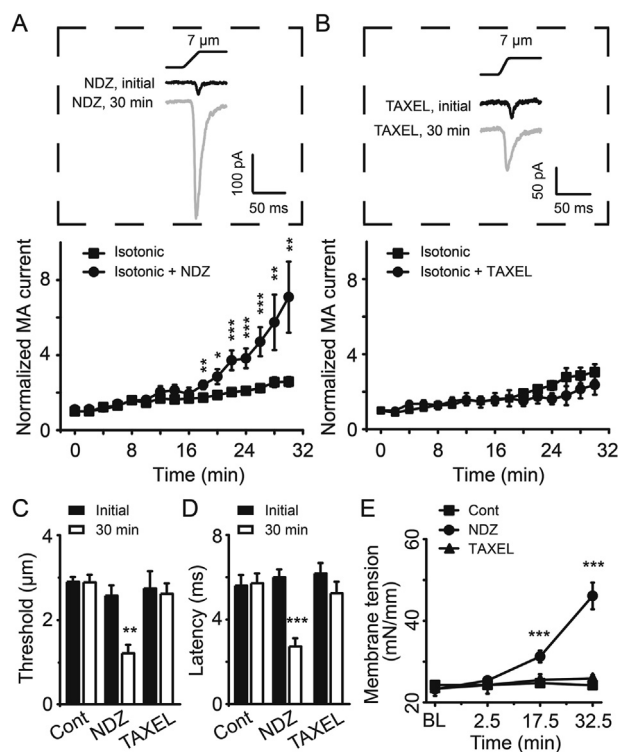 A
7 µm
NDZ, initial
NDZ, 30 min
100 pA
50 ms
Isotonic
Isotonic + NDZ
Normalized MA current
8
4
0
**
*
***
***
***
**
**
0 8 16 24 32
Time (min)
B
7 µm
TAXEL, initial
TAXEL, 30 min
50 pA
50 ms
Isotonic
Isotonic + TAXEL
Normalized MA current
8
4
0
0 8 16 24 32
Time (min)
C
Initial
30 min
Threshold (µm)
4
2
0
**
Cont NDZ TAXEL
D
Initial
30 min
Latency (ms)
8
4
0
***
Cont NDZ TAXEL
E
Cont
NDZ
TAXEL
Membrane tension
(mN/mm)
60
40
20
***
***
BL 2.5 17.5 32.5
Time (min)